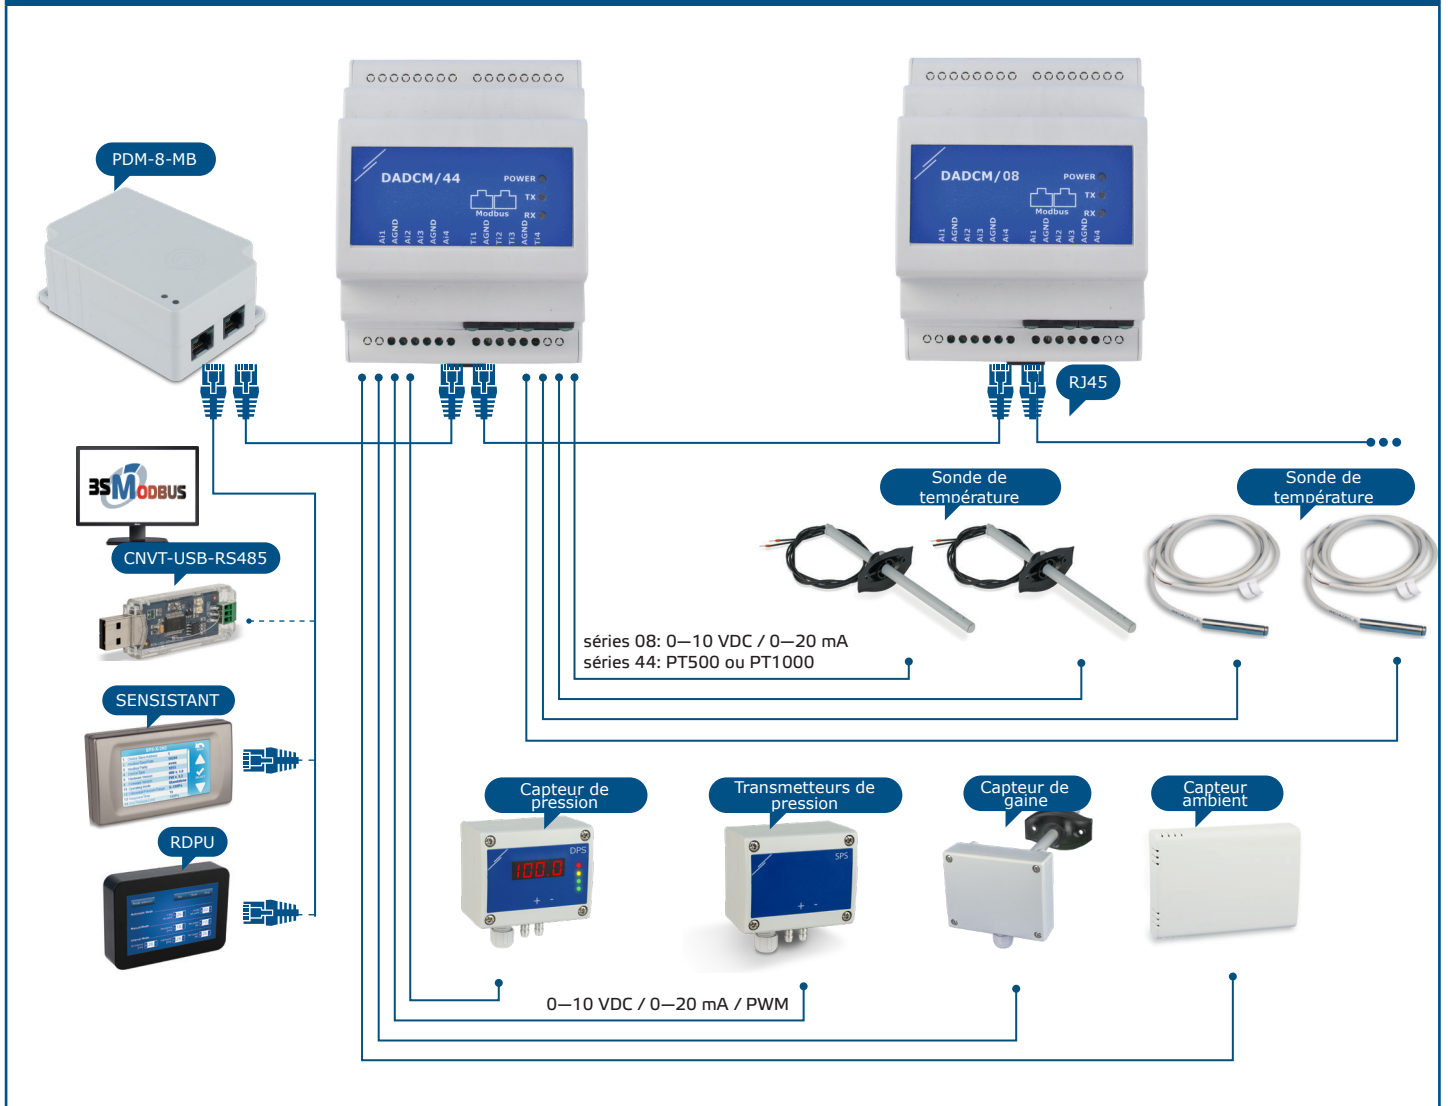 PDM-8-MB
DADCM/44
POWER
TX
Modbus
RX
Ai1
AGND
Ai2
Ai3
AGND
Ai4
Ti1
AGND
Ti2
Ti3
AGND
Ti4
DADCM/08
POWER
TX
Modbus
RX
Ai1
AGND
Ai2
Ai3
AGND
Ai4
Ai1
AGND
Ai2
Ai3
AGND
Ai4
RJ45
3SMODBUS
Sonde de
température
Sonde de
température
CNVT-USB-RS485
séries 08: 0—10 VDC / 0—20 mA
séries 44: PT500 ou PT1000
SENSISTANT
RDPU
Capteur de
pression
Transmetteurs de
pression
Capteur de
gaine
Capteur
ambient
DPS
100.0
+ -
SPS
+ -
0—10 VDC / 0—20 mA / PWM